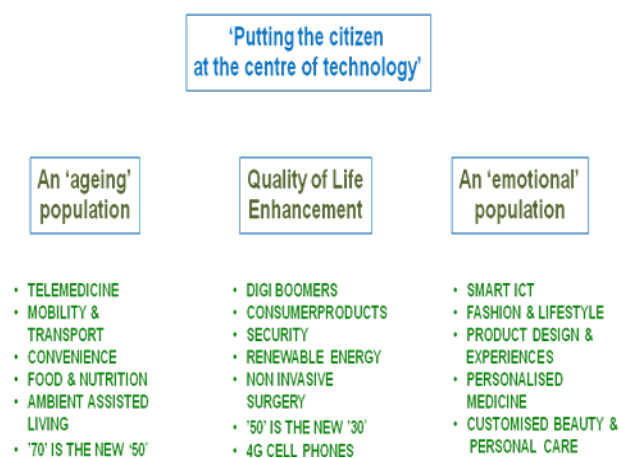 ‘Putting the citizen
at the centre of technology’
An ‘ageing’
population
• TELEMEDICINE
• MOBILITY &
TRANSPORT
• CONVENIENCE
• FOOD & NUTRITION
• AMBIENT ASSISTED
LIVING
• '70' IS THE NEW '50'
Quality of Life
Enhancement
• DIGI BOOMERS
• CONSUMERPRODUCTS
• SECURITY
• RENEWABLE ENERGY
• NON INVASIVE
SURGERY
• '50' IS THE NEW '30'
• 4G CELL PHONES
An ‘emotional’
population
• SMART ICT
• FASHION & LIFESTYLE
• PRODUCT DESIGN &
EXPERIENCES
• PERSONALISED
MEDICINE
• CUSTOMISED BEAUTY &
PERSONAL CARE